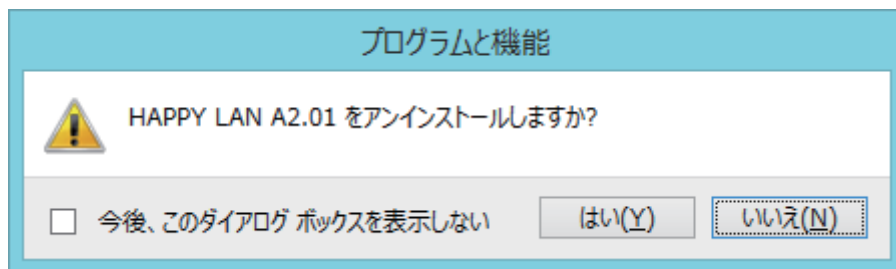 プログラムと機能
HAPPY LAN A2.01 をアンインストールしますか?
今後、このダイアログ ボックスを表示しない
はい(Y)
いいえ(N)